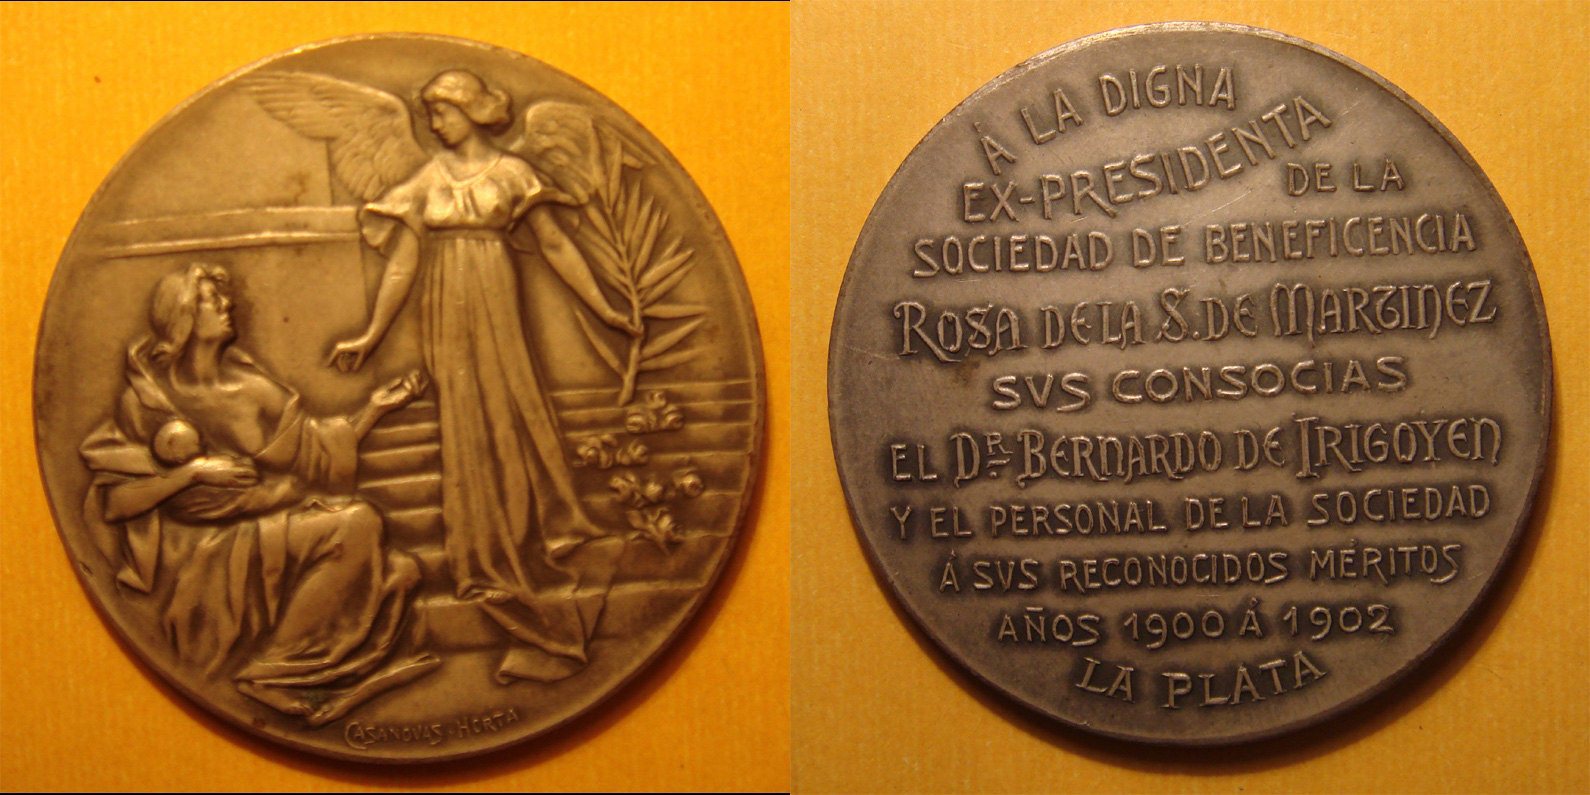 CASANOVAS · HORTA
Á LA DIGNA
EX-PRESIDENTA
DE LA
SOCIEDAD DE BENEFICENCIA
ROSA DE LA S. DE MARTINEZ
SVS CONSOCIAS
EL DR. BERNARDO DE IRIGOYEN
Y EL PERSONAL DE LA SOCIEDAD
Á SVS RECONOCIDOS MÉRITOS
AÑOS 1900 Á 1902
LA PLATA